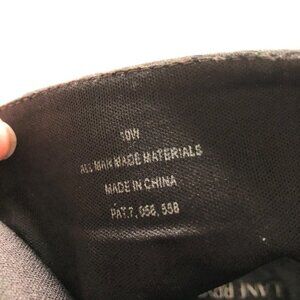 10W
ALL MAN MADE MATERIALS
MADE IN CHINA
PAT.7, 058, 558